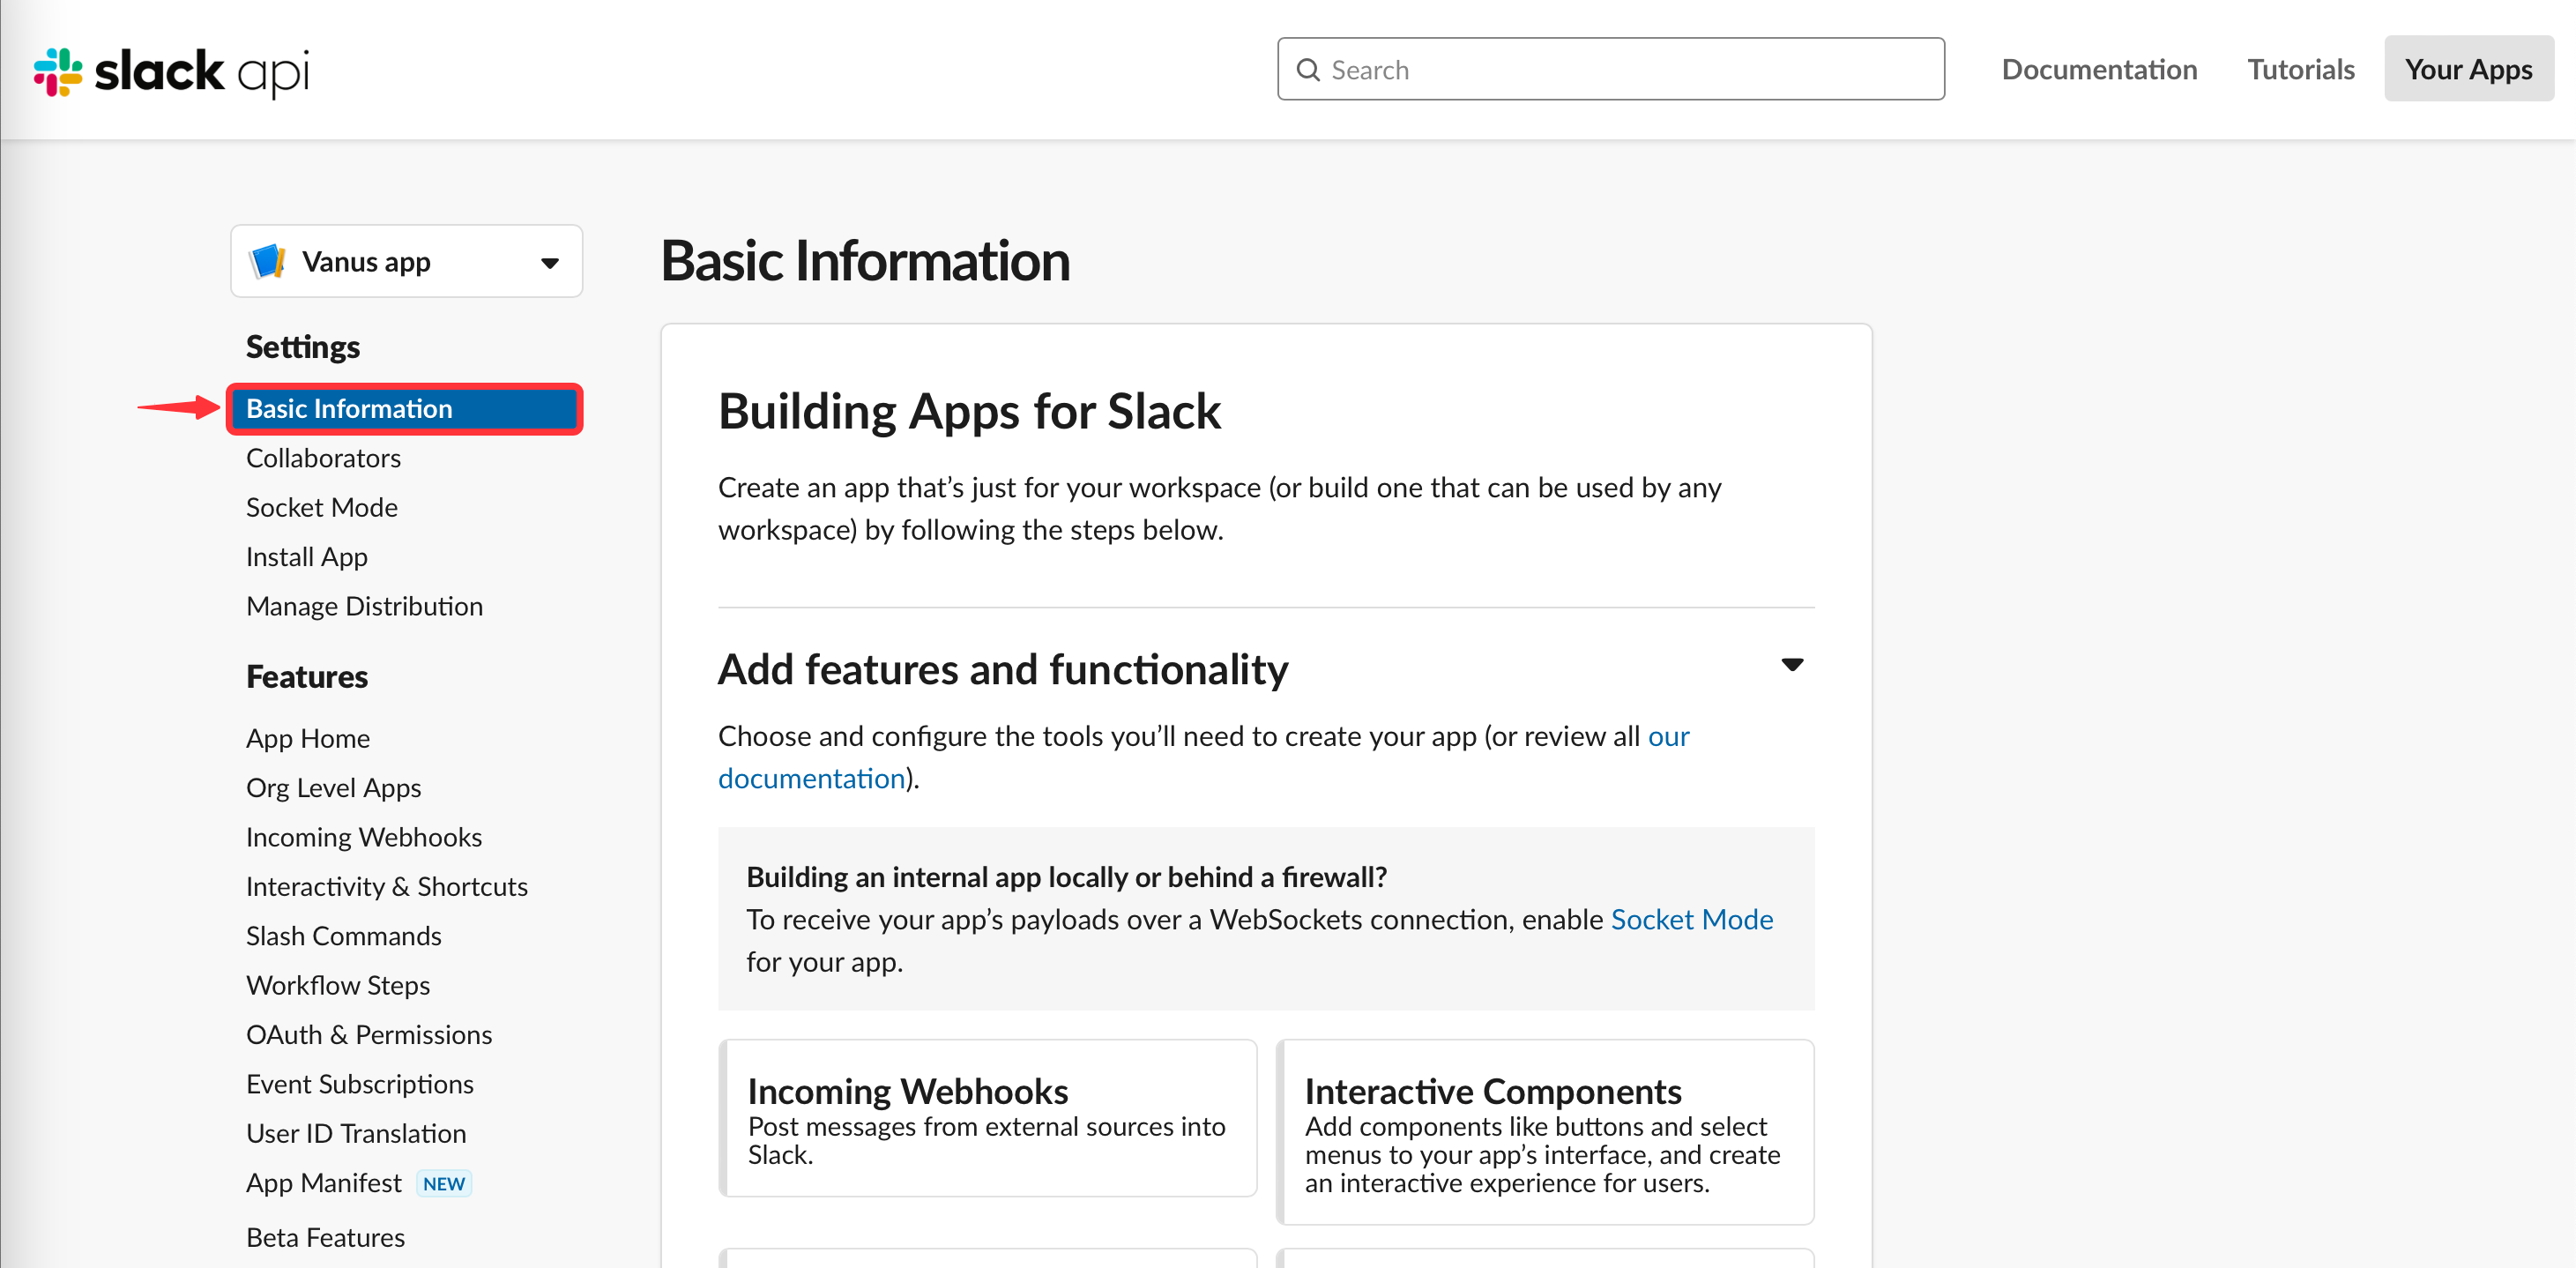 slack api
Search
Documentation
Tutorials
Your Apps
Vanus app
Settings
Basic Information
Collaborators
Socket Mode
Install App
Manage Distribution
Features
App Home
Org Level Apps
Incoming Webhooks
Interactivity & Shortcuts
Slash Commands
Workflow Steps
OAuth & Permissions
Event Subscriptions
User ID Translation
App Manifest NEW
Beta Features
Basic Information
Building Apps for Slack
Create an app that’s just for your workspace (or build one that can be used by any
workspace) by following the steps below.
Add features and functionality
Choose and configure the tools you’ll need to create your app (or review all our
documentation).
Building an internal app locally or behind a firewall?
To receive your app’s payloads over a WebSockets connection, enable Socket Mode
for your app.
Incoming Webhooks
Post messages from external sources into
Slack.
Interactive Components
Add components like buttons and select
menus to your app’s interface, and create
an interactive experience for users.